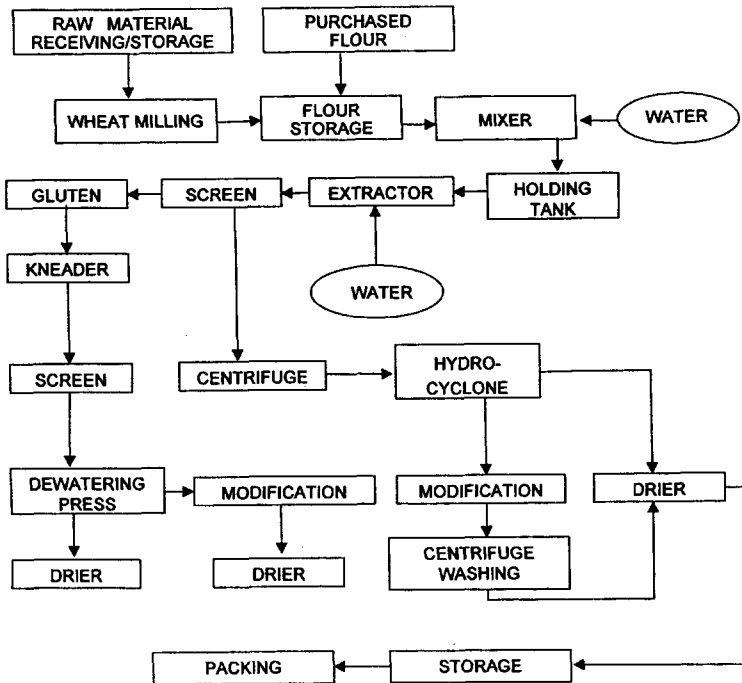 RAW MATERIAL
RECEIVING/STORAGE
PURCHASED
FLOUR
WHEAT MILLING
FLOUR
STORAGE
MIXER
WATER
GLUTEN
SCREEN
EXTRACTOR
HOLDING
TANK
KNEADER
WATER
SCREEN
CENTRIFUGE
HYDRO-
CYCLONE
DEWATERING
PRESS
MODIFICATION
MODIFICATION
DRIER
DRIER
DRIER
CENTRIFUGE
WASHING
PACKING
STORAGE